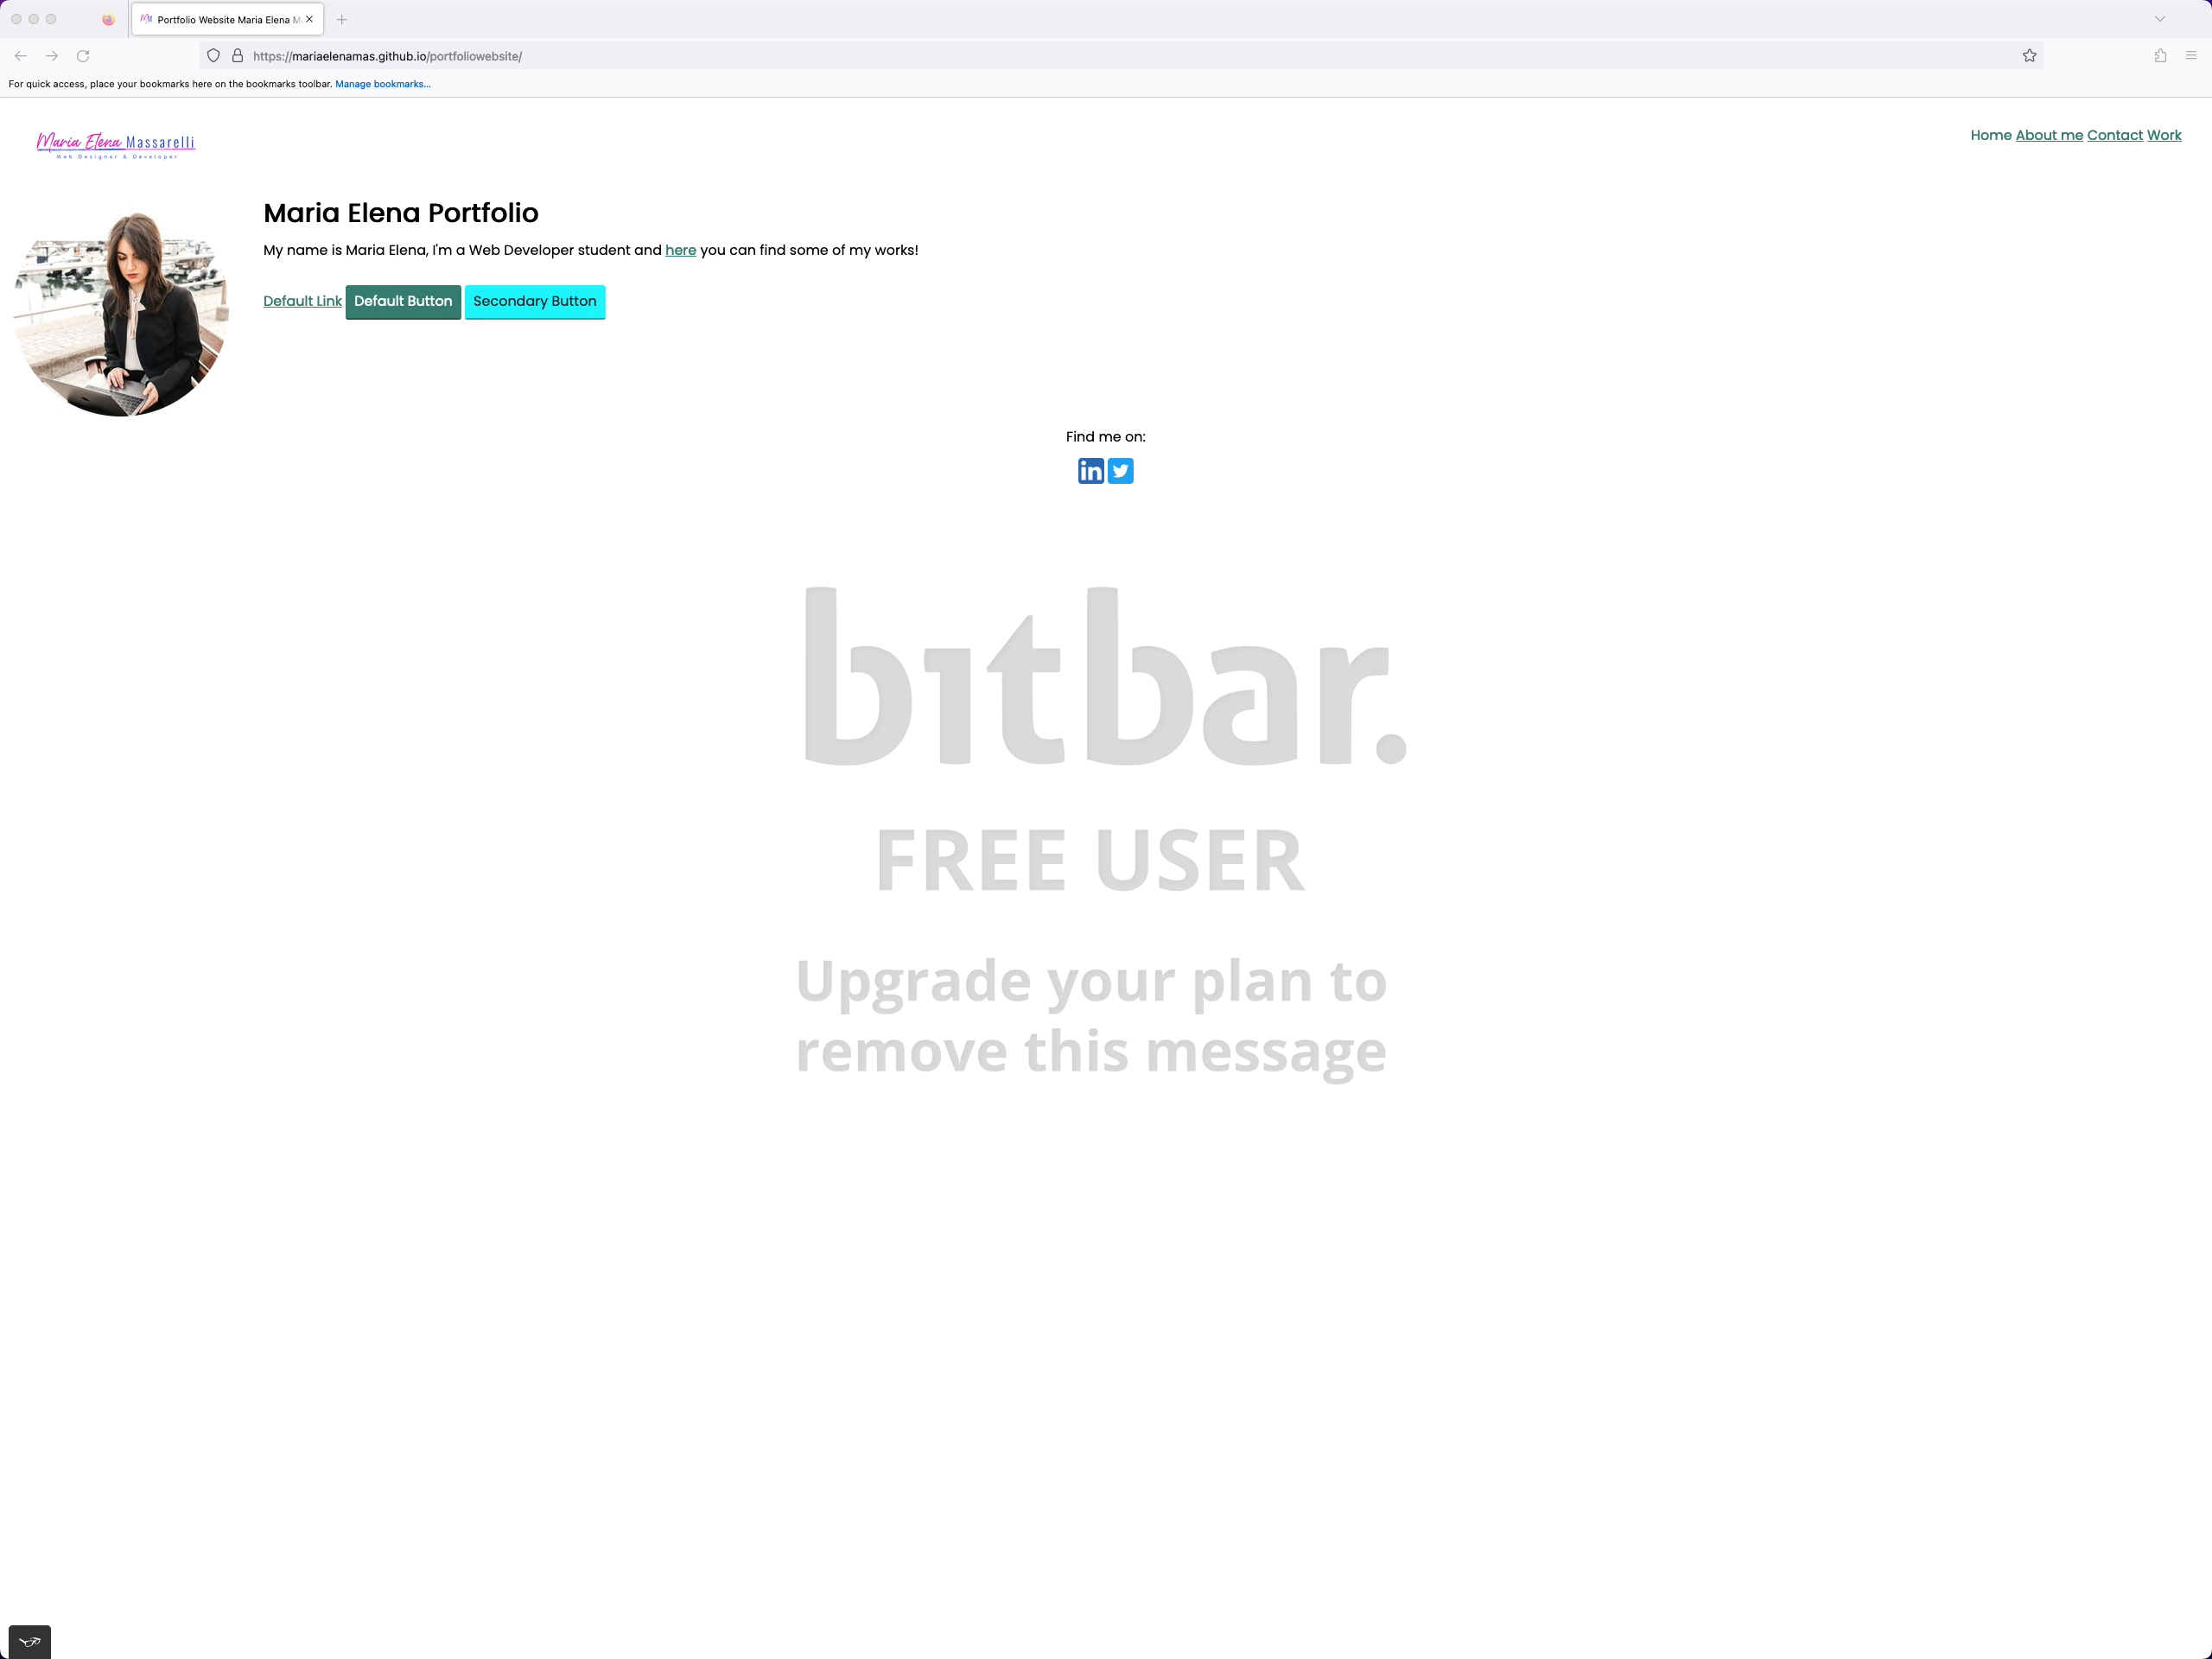 Portfolio Website Maria Elena M
https://mariaelenamas.github.io/portfoliowebsite/
For quick access, place your bookmarks here on the bookmarks toolbar. Manage bookmarks...
Maria Elena Massarelli
Web Designer & Developer
Home About me Contact Work
Maria Elena Portfolio
My name is Maria Elena, I'm a Web Developer student and here you can find some of my works!
Default Link Default Button Secondary Button
Find me on:
in
bitbar.
FREE USER
Upgrade your plan to
remove this message